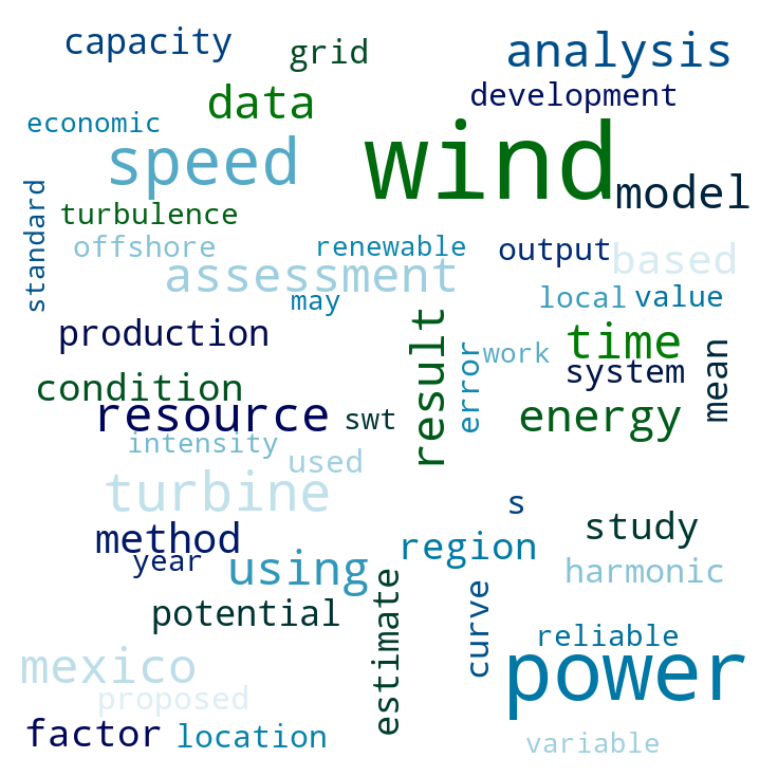 capacity
grid
analysis
data
development
economic
wind
speed
model
standard
turbulence
offshore
renewable
output
based
assessment
may
local
value
production
result
time
work
error
system
mean
condition
resource
swt
energy
intensity
used
turbine
s
study
method
year
using
region
harmonic
potential
estimate
curve
reliable
mexico
power
proposed
factor
location
variable